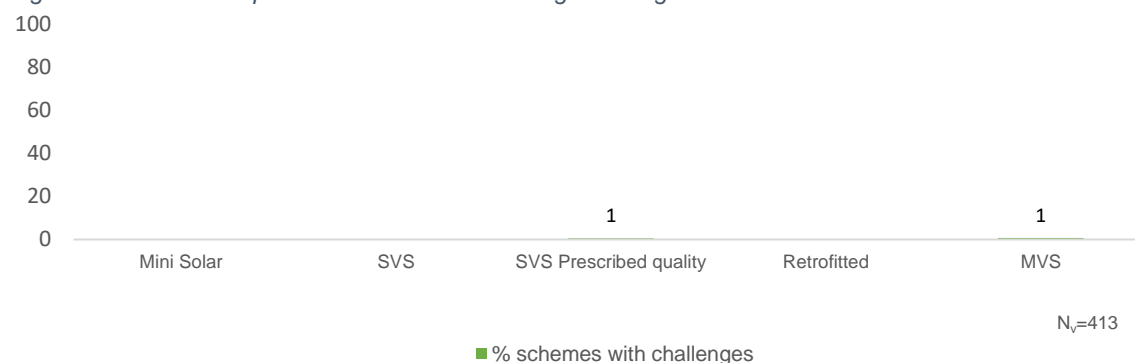 100
80
60
40
20
0
1
1
Mini Solar
SVS
SVS Prescribed quality
Retrofitted
MVS
Nᵥ=413
% schemes with challenges